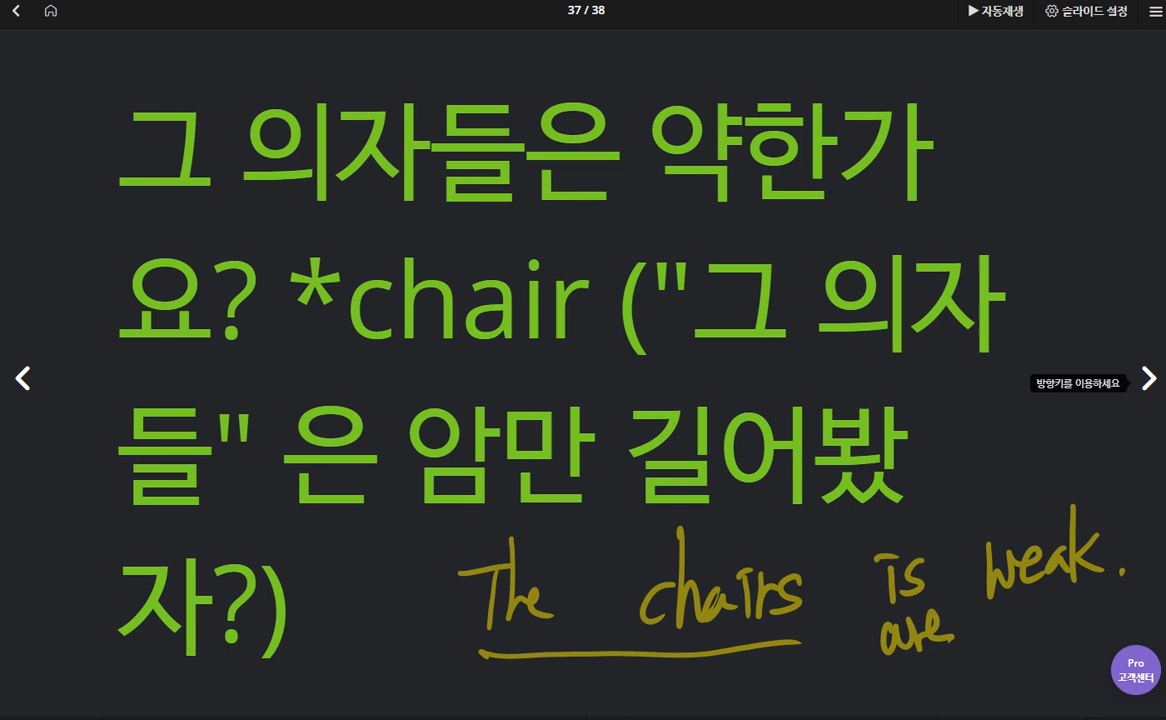 37 / 38
▶ 자동재생
슬라이드 설정
그 의자들은 약한가
요? *chair ("그 의자
방향키를 이용하세요
들" 은 암만 길어봤
자?)
The chairs is weak.
are
Pro
고객센터